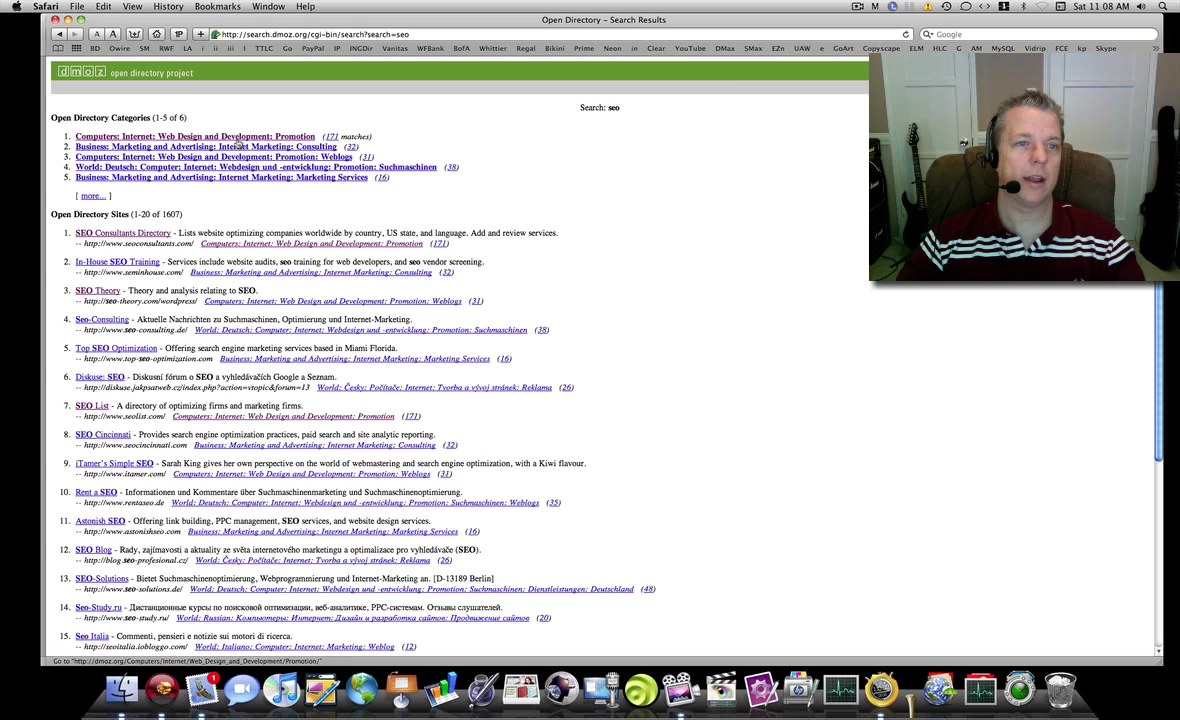 Safari File Edit View History Bookmarks Window Help
Sat 11 08 AM
Open Directory – Search Results
http://search.dmoz.org/cgi-bin/search?search=seo
Google
BD Owire SM RW LA i ii iii I TTLC Go PayPal IP INGDir Vanitas WFBank BofA Whittier Regal Bikini Prime Neon in Clear YouTube DMax SMax EZn UAW e GoArt Copyscape ELM HLC G AM MySQL Vidrip FCE kp Skype
dmoz open directory project
Search: seo
Open Directory Categories (1-5 of 6)
1. Computers: Internet: Web Design and Development: Promotion (171 matches)
2. Business: Marketing and Advertising: Internet Marketing: Consulting (32)
3. Computers: Internet: Web Design and Development: Promotion: Weblogs (31)
4. World: Deutsch: Computer: Internet: Webdesign und -entwicklung: Promotion: Suchmaschinen (38)
5. Business: Marketing and Advertising: Internet Marketing: Marketing Services (16)
[ more... ]
Open Directory Sites (1-20 of 1607)
1. SEO Consultants Directory - Lists website optimizing companies worldwide by country, US state, and language. Add and review services.
-- http://www.seoconsultants.com/ Computers: Internet: Web Design and Development: Promotion (171)
2. In-House SEO Training - Services include website audits, seo training for web developers, and seo vendor screening.
-- http://www.seminhouse.com/ Business: Marketing and Advertising: Internet Marketing: Consulting (32)
3. SEO Theory - Theory and analysis relating to SEO.
-- http://seo-theory.com/wordpress/ Computers: Internet: Web Design and Development: Promotion: Weblogs (31)
4. Seo-Consulting - Aktuelle Nachrichten zu Suchmaschinen, Optimierung und Internet-Marketing.
-- http://www.seo-consulting.de/ World: Deutsch: Computer: Internet: Webdesign und -entwicklung: Promotion: Suchmaschinen (38)
5. Top SEO Optimization - Offering search engine marketing services based in Miami Florida.
-- http://www.top-seo-optimization.com Business: Marketing and Advertising: Internet Marketing: Marketing Services (16)
6. Diskuse: SEO - Diskusní fórum o SEO a vyhledávačích Google a Seznam.
-- http://diskuse.jakpsatweb.cz/index.php?action=vtopic&forum=13 World: Česky: Počítače: Internet: Tvorba a vývoj stránek: Reklama (26)
7. SEO List - A directory of optimizing firms and marketing firms.
-- http://www.seolist.com/ Computers: Internet: Web Design and Development: Promotion (171)
8. SEO Cincinnati - Provides search engine optimization practices, paid search and site analytic reporting.
-- http://www.seocincinnati.com Business: Marketing and Advertising: Internet Marketing: Consulting (32)
9. iTamer's Simple SEO - Sarah King gives her own perspective on the world of webmastering and search engine optimization, with a Kiwi flavour.
-- http://www.itamer.com/ Computers: Internet: Web Design and Development: Promotion: Weblogs (31)
10. Rent a SEO - Informationen und Kommentare über Suchmaschinenmarketing und Suchmaschinenoptimierung.
-- http://www.rentaseo.de World: Deutsch: Computer: Internet: Webdesign und -entwicklung: Promotion: Suchmaschinen: Weblogs (35)
11. Astonish SEO - Offering link building, PPC management, SEO services, and website design services.
-- http://www.astonishseo.com Business: Marketing and Advertising: Internet Marketing: Marketing Services (16)
12. SEO Blog - Rady, zajímavosti a aktuality ze světa internetového marketingu a optimalizace pro vyhledávače (SEO).
-- http://blog.seo-profesional.cz/ World: Česky: Počítače: Internet: Tvorba a vývoj stránek: Reklama (26)
13. SEO-Solutions - Bietet Suchmaschinenoptimierung, Webprogrammierung und Internet-Marketing an. [D-13189 Berlin]
-- http://www.seo-solutions.de/ World: Deutsch: Computer: Internet: Webdesign und -entwicklung: Promotion: Suchmaschinen: Dienstleistungen: Deutschland (48)
14. Seo-Study.ru - Дистанционные курсы по поисковой оптимизации, веб-аналитике, PPC-системам. Отзывы слушателей.
-- http://www.seo-study.ru/ World: Russian: Компьютеры: Интернет: Дизайн и разработка сайтов: Продвижение сайтов (20)
15. Seo Italia - Commenti, pensieri e notizie sui motori di ricerca.
-- http://seoitalia.iobloggo.com/ World: Italiano: Computer: Internet: Marketing: Weblog (12)
Go to "http://dmoz.org/Computers/Internet/Web_Design_and_Development/Promotion/"